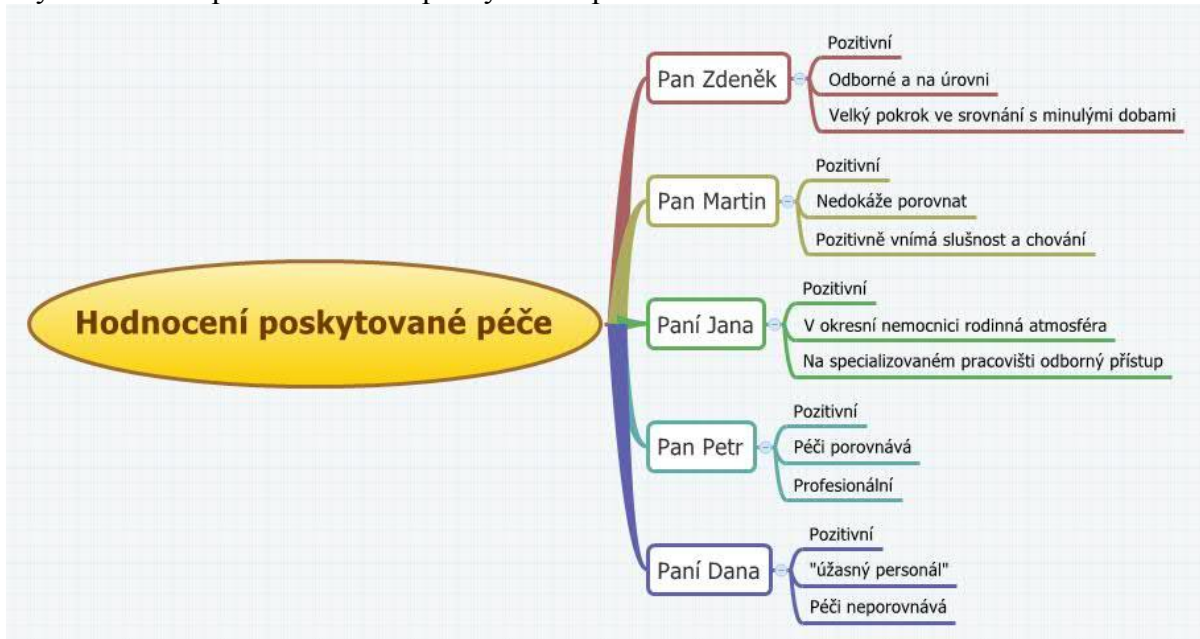 Hodnocení poskytované péče
Pan Zdeněk
Pozitivní
Odborné a na úrovni
Velký pokrok ve srovnání s minulými dobami
Pan Martin
Pozitivní
Nedokáže porovnat
Pozitivně vnímá slušnost a chování
Paní Jana
Pozitivní
V okresní nemocnici rodinná atmosféra
Na specializovaném pracovišti odborný přístup
Pan Petr
Pozitivní
Péči porovnává
Profesionální
Paní Dana
Pozitivní
"úžasný personál"
Péči neporovnává